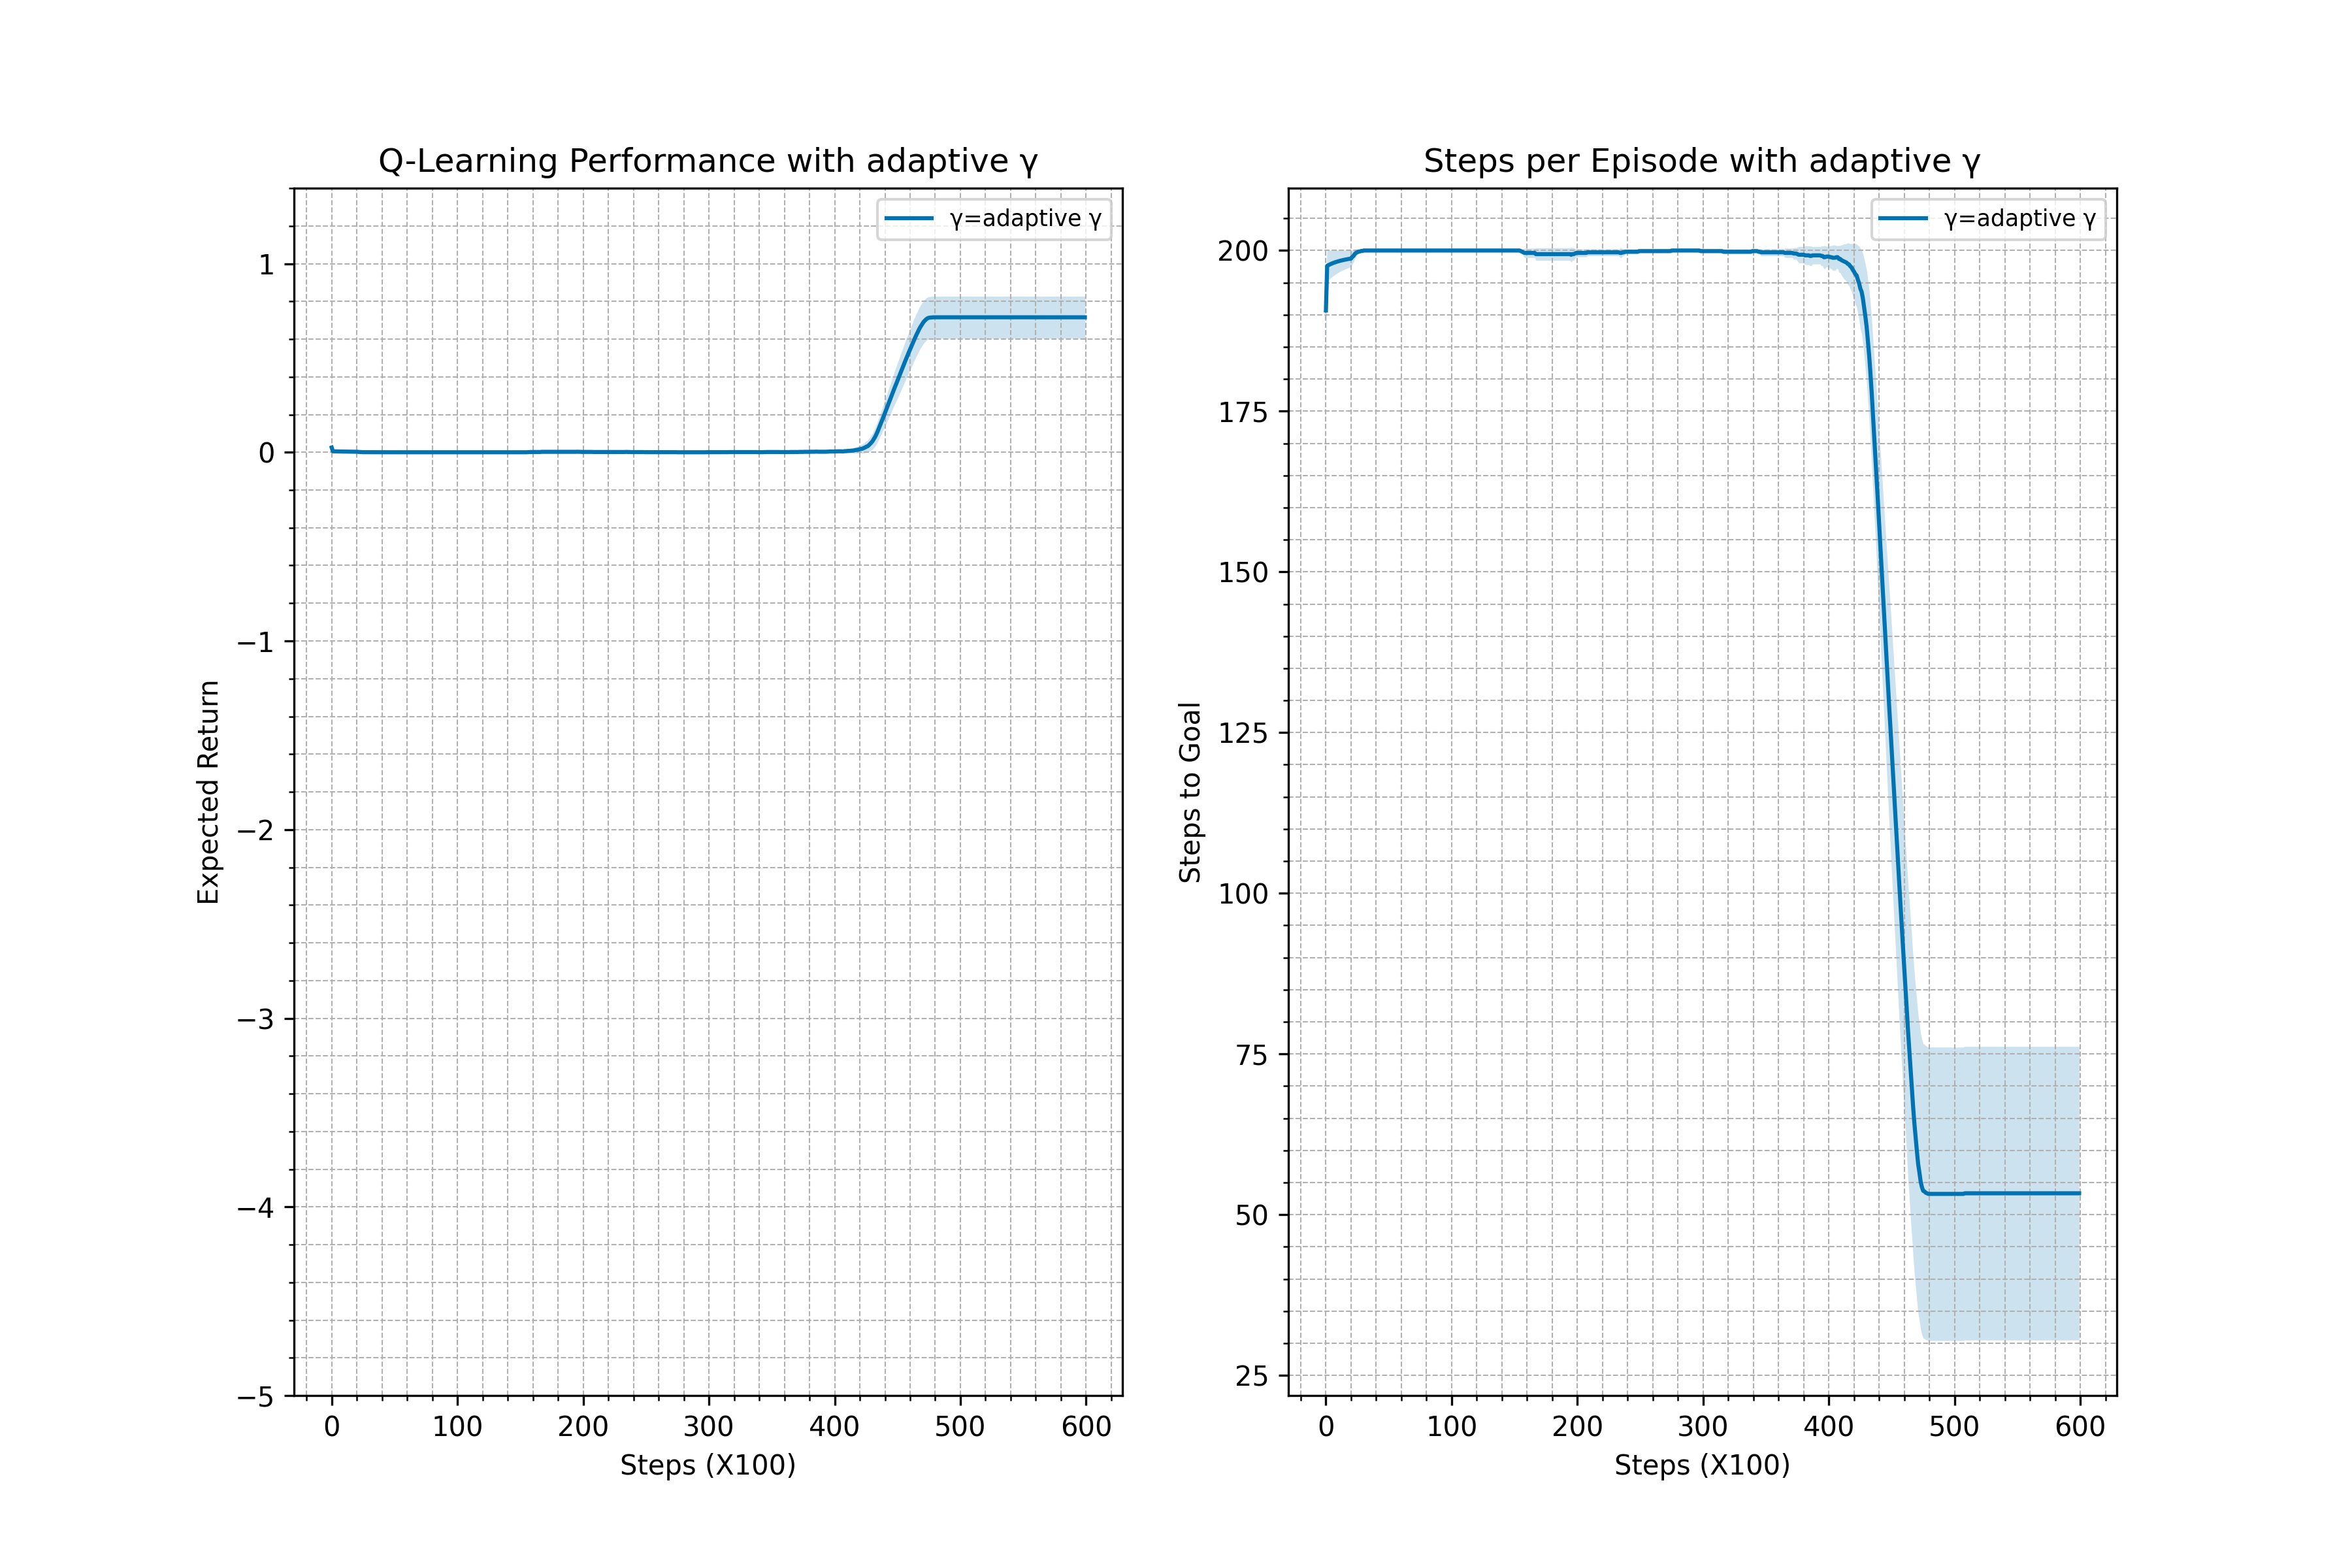 Q-Learning Performance with adaptive γ
γ=adaptive γ
1
0
−1
−2
−3
−4
−5
Expected Return
0 100 200 300 400 500 600
Steps (X100)
Steps per Episode with adaptive γ
γ=adaptive γ
200
175
150
125
100
75
50
25
Steps to Goal
0 100 200 300 400 500 600
Steps (X100)